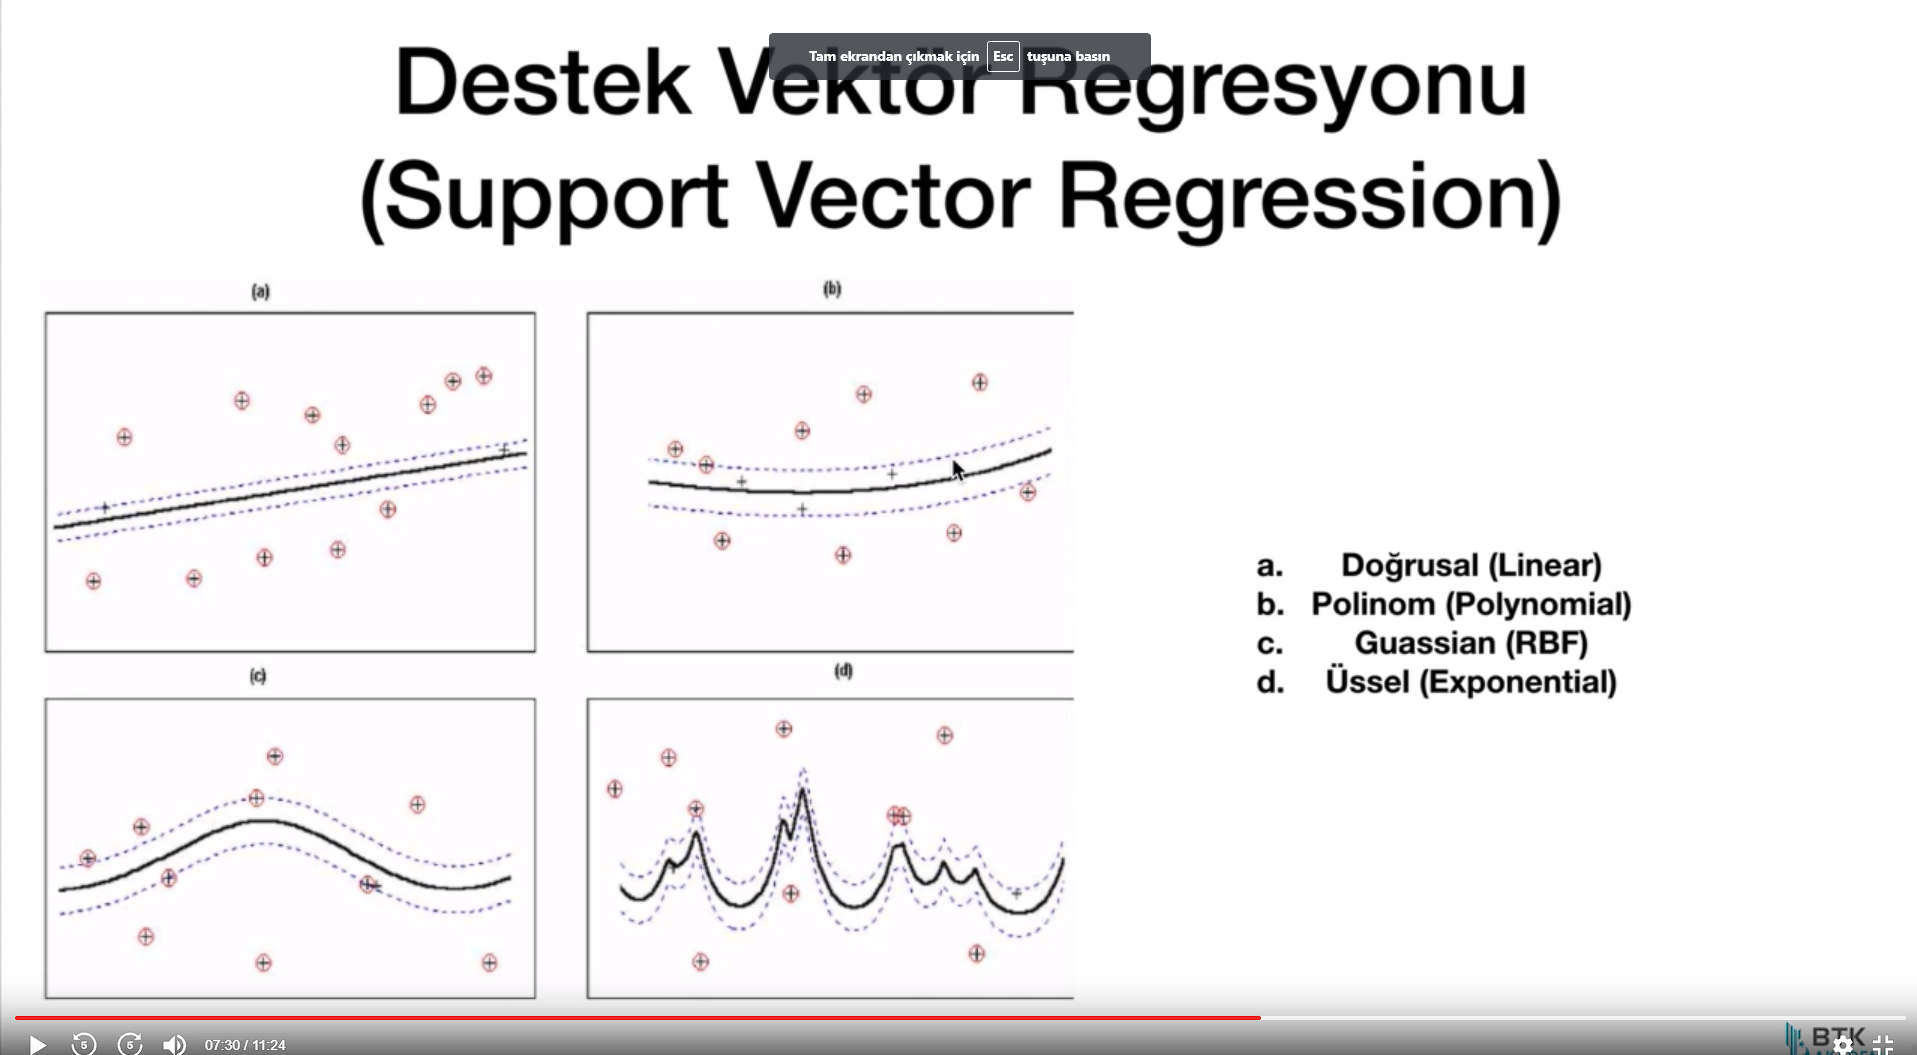 Tam ekrandan çıkmak için Esc tuşuna basın
Destek Vektör Regresyonu
(Support Vector Regression)
(a)
(b)
(c)
(d)
a. Doğrusal (Linear)
b. Polinom (Polynomial)
c. Guassian (RBF)
d. Üssel (Exponential)
5
5
07:30 / 11:24
BTK